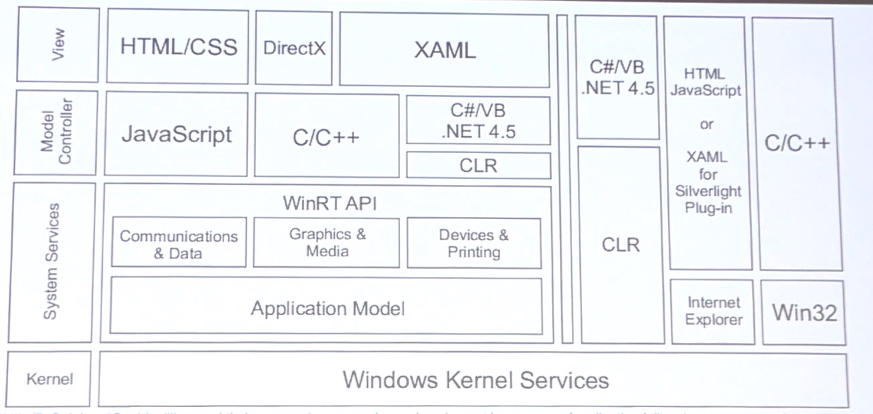 View
HTML/CSS
DirectX
XAML
Model
Controller
JavaScript
C/C++
C#/VB
.NET 4.5
CLR
System Services
WinRT API
Communications
& Data
Graphics &
Media
Devices &
Printing
Application Model
C#/VB
.NET 4.5
CLR
HTML
JavaScript
or
XAML
for
Silverlight
Plug-in
Internet
Explorer
C/C++
Win32
Kernel
Windows Kernel Services